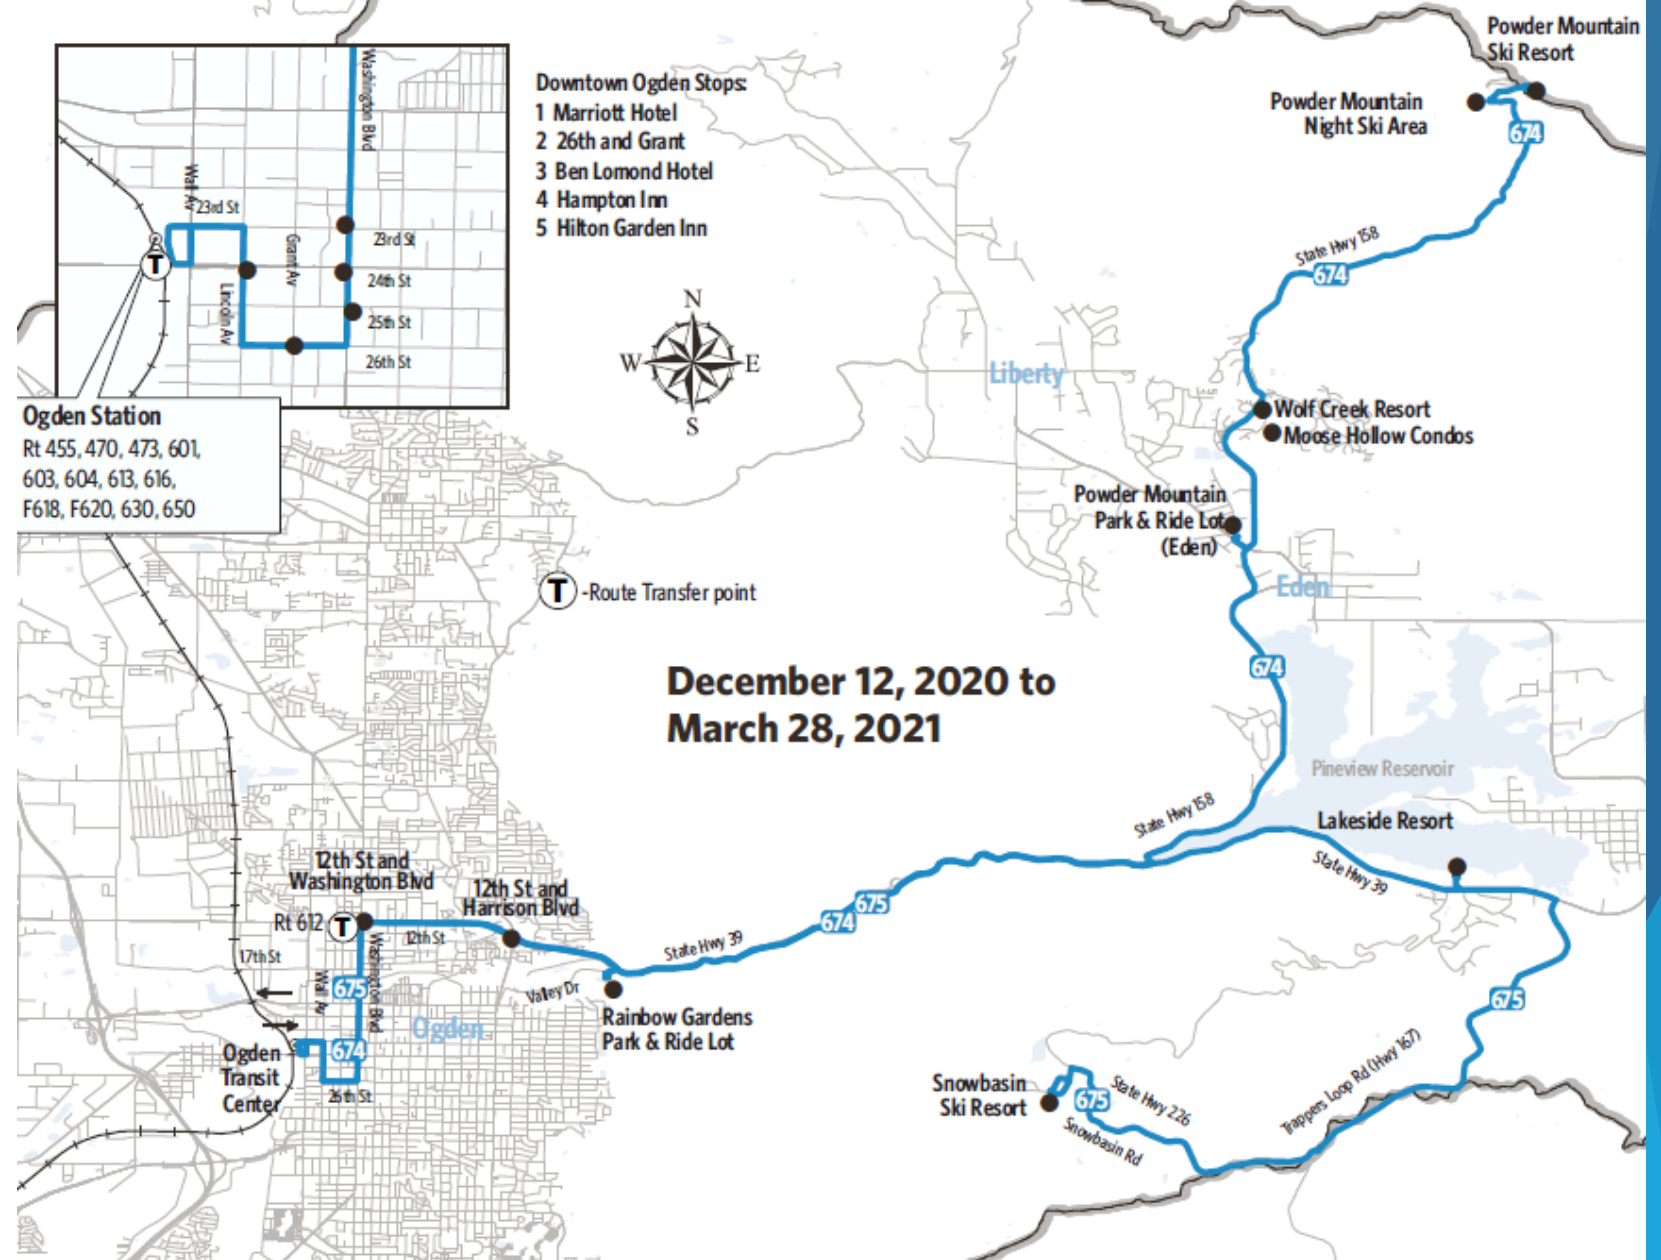 Powder Mountain
Ski Resort
Powder Mountain
Night Ski Area
674
Downtown Ogden Stops:
1 Marriott Hotel
2 26th and Grant
3 Ben Lomond Hotel
4 Hampton Inn
5 Hilton Garden Inn
Washington Blvd
Wall Av
23rd St
Grant Av
23rd St
24th St
Lincoln Av
25th St
26th St
T
Ogden Station
Rt 455, 470, 473, 601,
603, 604, 613, 616,
F618, F620, 630, 650
N
W
E
S
State Hwy 158
674
Liberty
Wolf Creek Resort
Moose Hollow Condos
Powder Mountain
Park & Ride Lot
(Eden)
Eden
T -Route Transfer point
December 12, 2020 to
March 28, 2021
674
Pineview Reservoir
State Hwy 158
Lakeside Resort
State Hwy 39
12th St and
Washington Blvd
12th St and
Harrison Blvd
Rt 612 T
12th St
17th St
Wall Av
Washington Blvd
675
674
State Hwy 39
674
675
Valley Dr
Rainbow Gardens
Park & Ride Lot
Ogden
Ogden
Transit
Center
26th St
675
Trappers Loop Rd (Hwy 167)
Snowbasin
Ski Resort
675
State Hwy 226
Snowbasin Rd